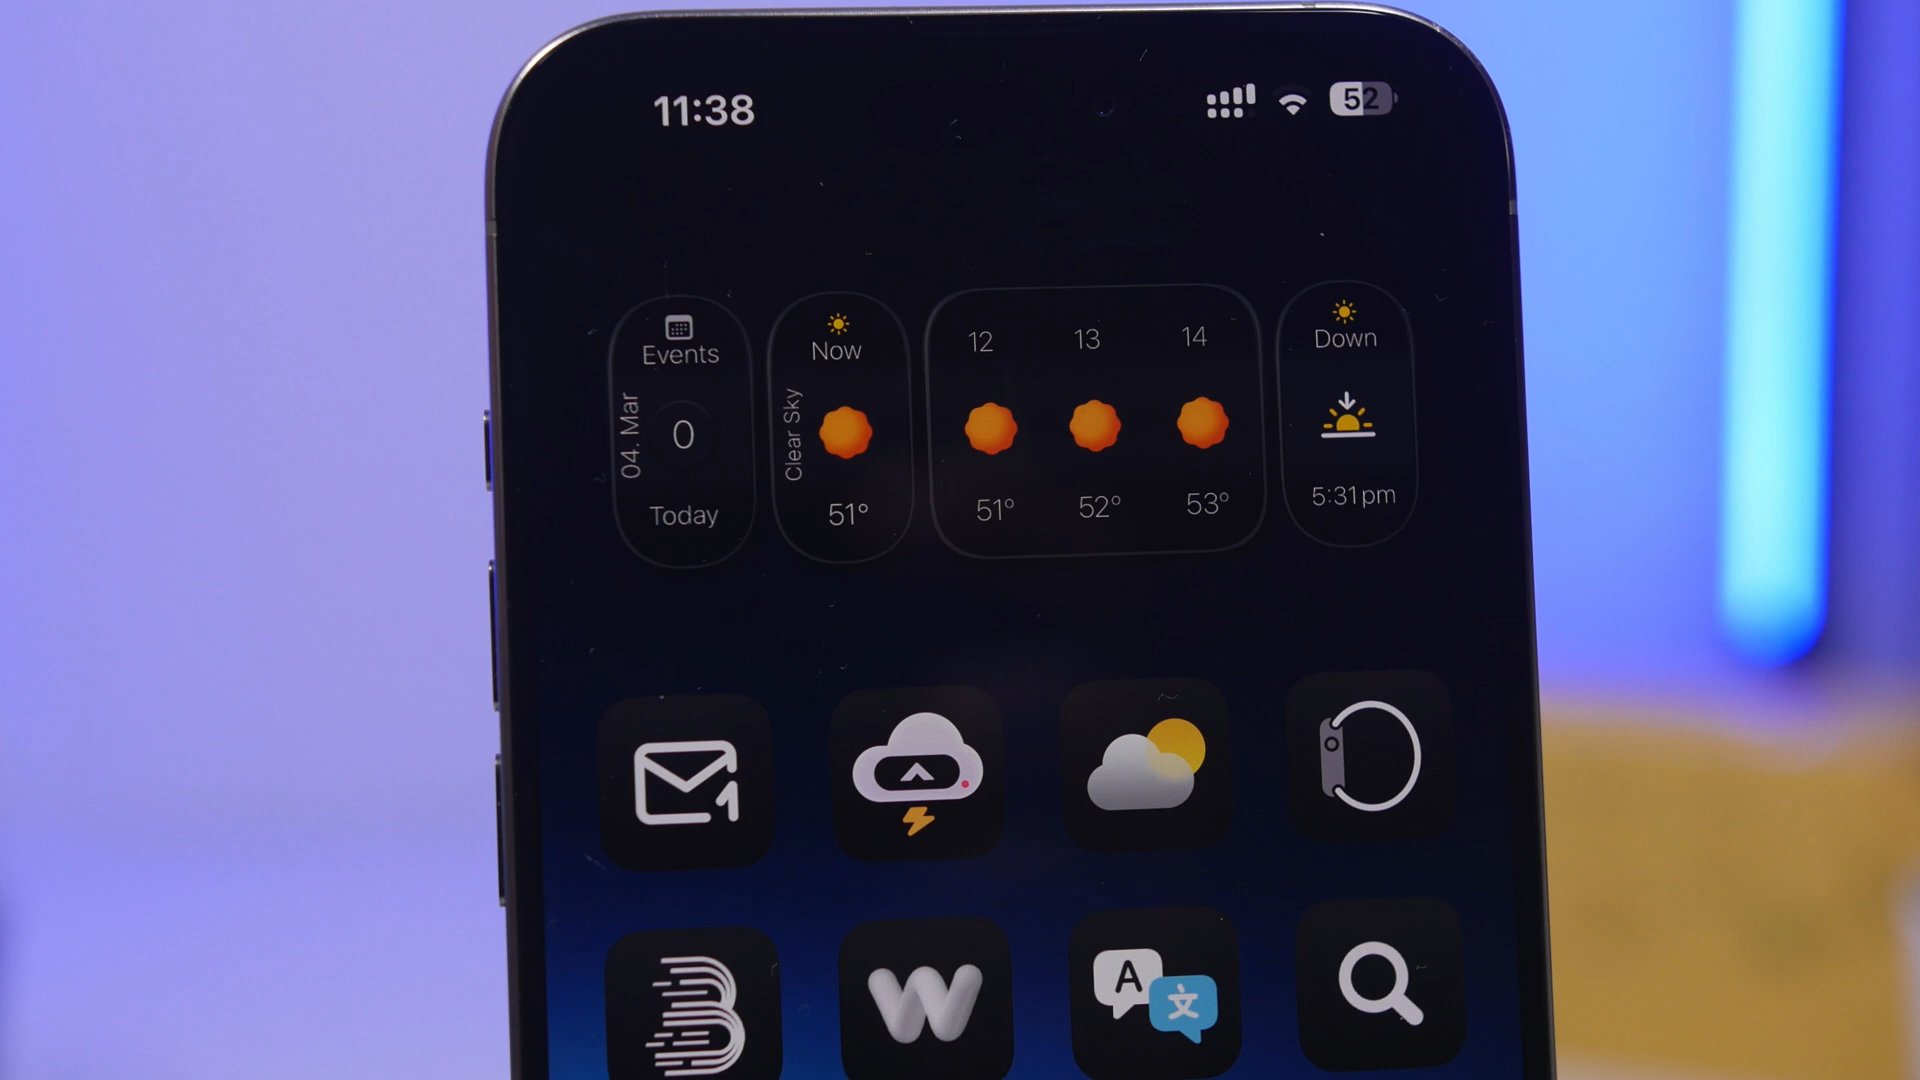 11:38
52
Events
04. Mar
0
Today
Now
Clear Sky
51°
12 13 14
51° 52° 53°
Down
5:31pm
1
W
A 文